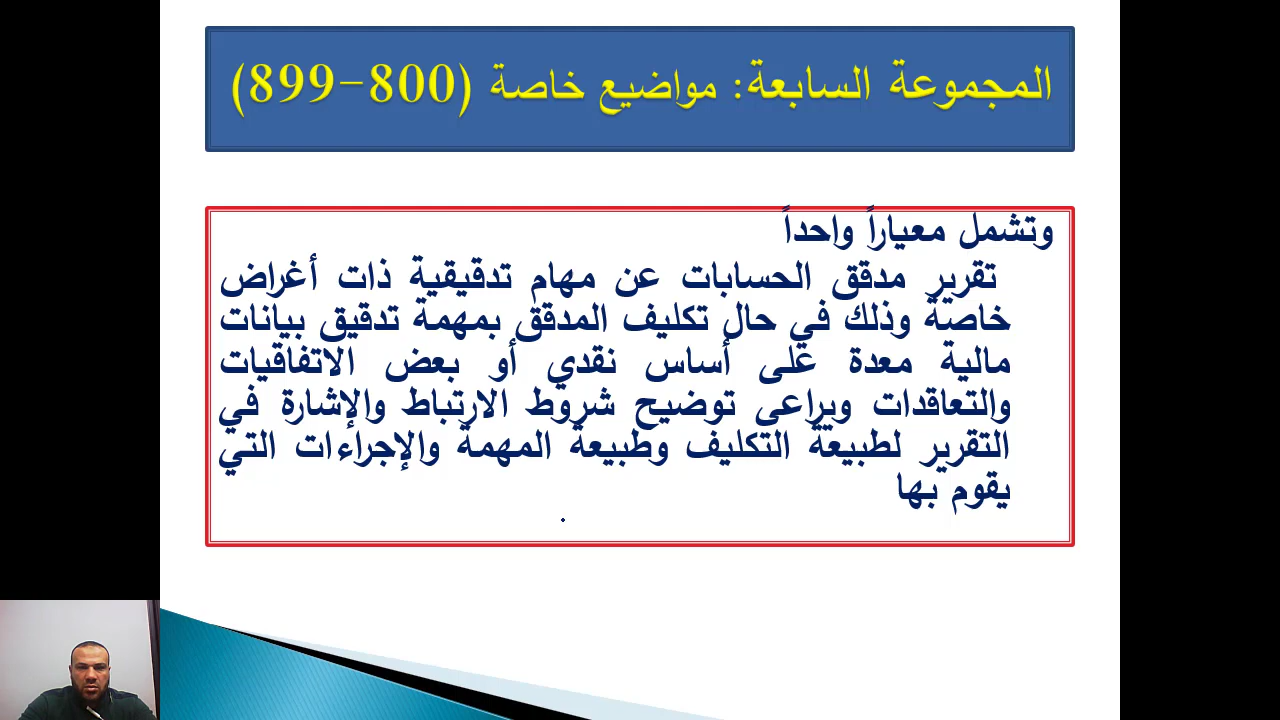 المجموعة السابعة: مواضيع خاصة (800-899)
وتشمل معياراً واحداً
تقرير مدقق الحسابات عن مهام تدقيقية ذات أغراض
خاصة وذلك في حال تكليف المدقق بمهمة تدقيق بيانات
مالية معدة على أساس نقدي أو بعض الاتفاقيات
والتعاقدات ويراعى توضيح شروط الارتباط والإشارة في
التقرير لطبيعة التكليف وطبيعة المهمة والإجراءات التي
يقوم بها
.